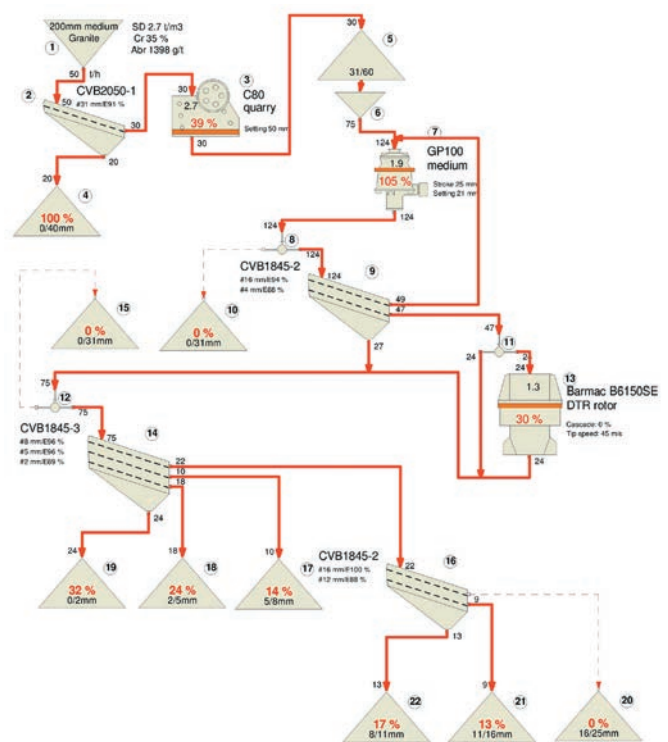 200mm medium
Granite
SD 2.7 t/m3
Cr 35 %
Abr 1398 g/t
1
50
t/h
CVB2050-1
#31 mm/E91 %
2
50
30
20
20
4
100 %
0/40mm
30
3
C80
quarry
2.7
39 %
Setting 50 mm
30
30
5
31/60
6
75
7
124
GP100
medium
1.9
105 %
Stroke 25 mm
Setting 21 mm
124
124
8
124
CVB1845-2
#16 mm/E94 %
#4 mm/E88 %
9
124
49
47
27
10
0 %
0/31mm
15
0 %
0/31mm
47
11
24
24
24
13
1.3
Barmac B6150SE
DTR rotor
30 %
Cascade: 0 %
Tip speed: 45 m/s
24
75
12
75
CVB1845-3
#8 mm/E96 %
#5 mm/E96 %
#2 mm/E89 %
14
75
22
10
18
24
24
19
32 %
0/2mm
18
18
24 %
2/5mm
10
17
14 %
5/8mm
CVB1845-2
#16 mm/E100 %
#12 mm/E88 %
16
22
9
13
13
22
17 %
8/11mm
9
21
13 %
11/16mm
20
0 %
16/25mm